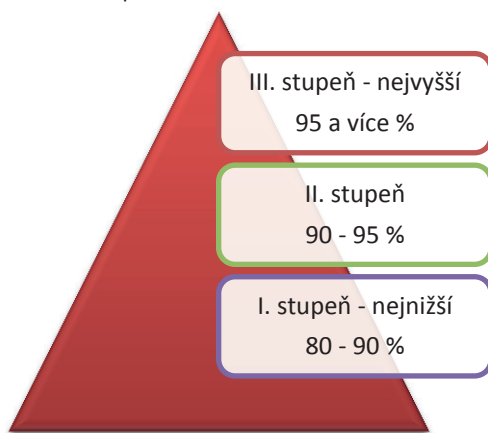 III. stupeň - nejvyšší
95 a více %
II. stupeň
90 - 95 %
I. stupeň - nejnižší
80 - 90 %